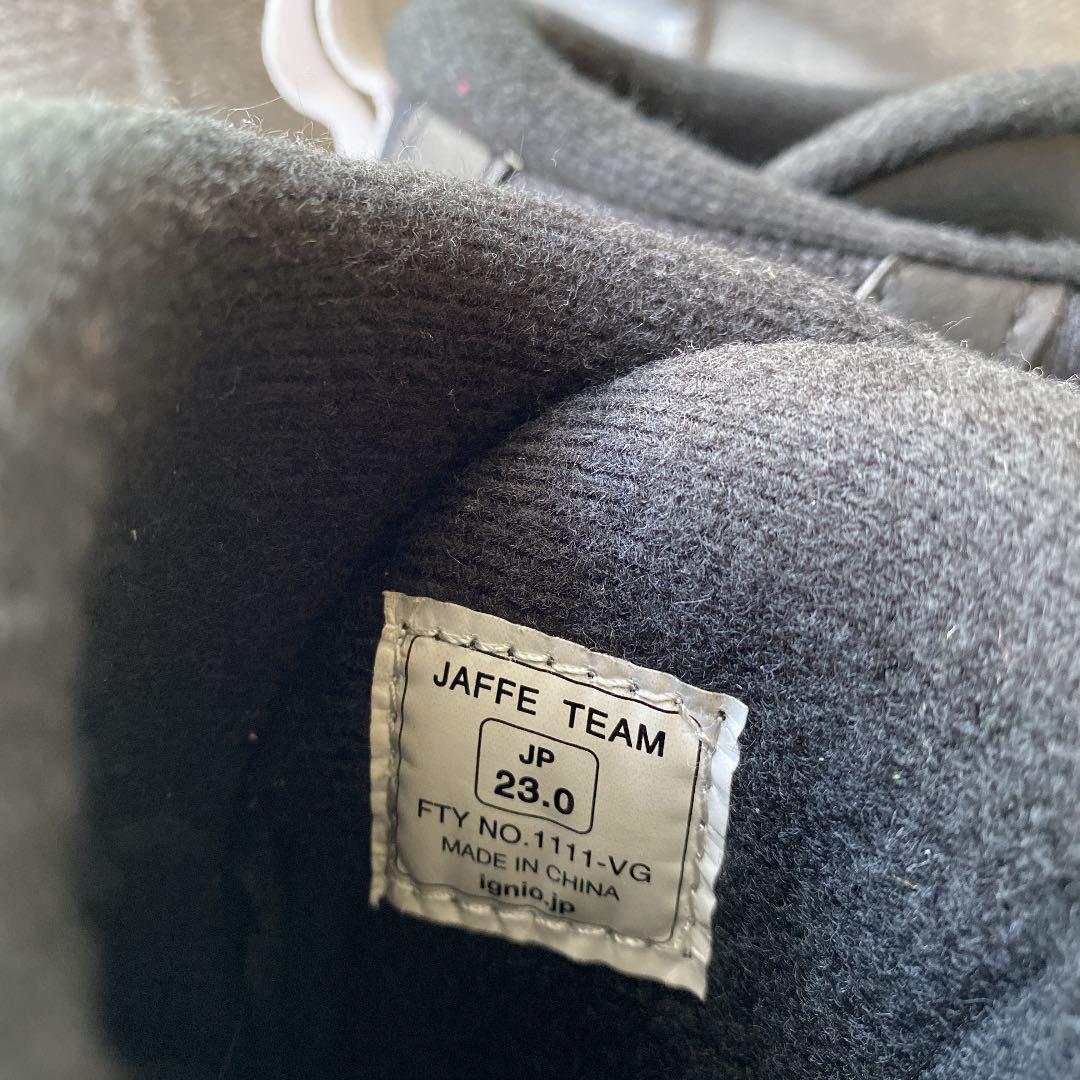 JAFFE TEAM
JP
23.0
FTY NO.1111-VG
MADE IN CHINA
ignio.jp